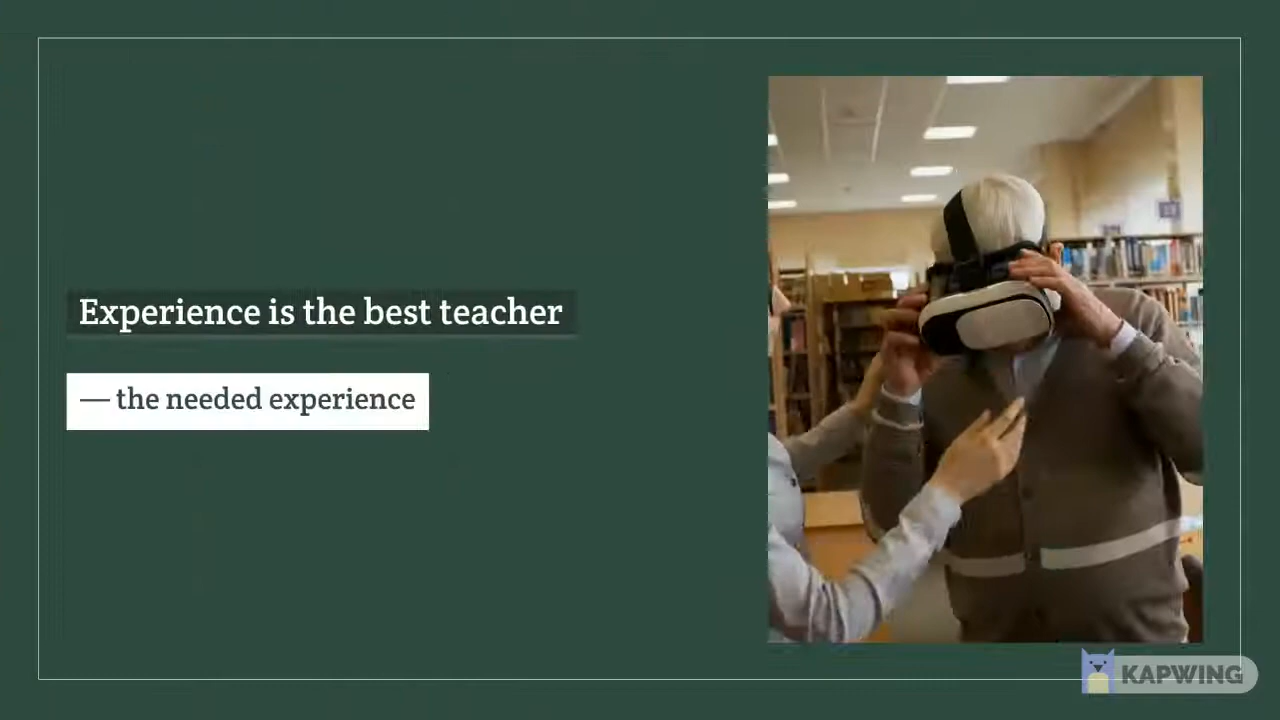 Experience is the best teacher
— the needed experience
KAPWING